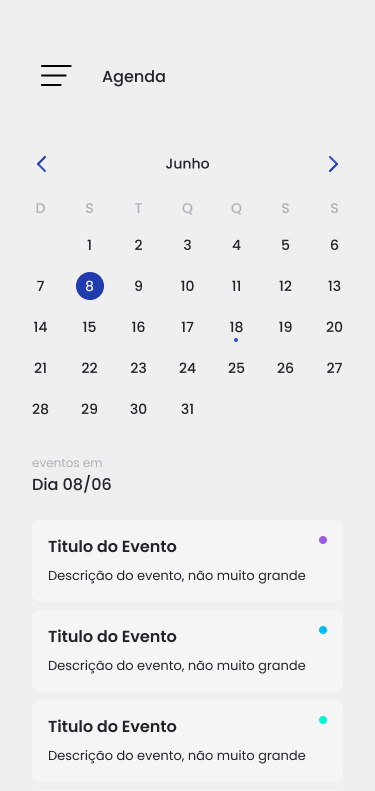 Agenda
Junho
D S T Q Q S S
1 2 3 4 5 6
7 8 9 10 11 12 13
14 15 16 17 18 19 20
21 22 23 24 25 26 27
28 29 30 31
eventos em
Dia 08/06
Titulo do Evento
Descrição do evento, não muito grande
Titulo do Evento
Descrição do evento, não muito grande
Titulo do Evento
Descrição do evento, não muito grande